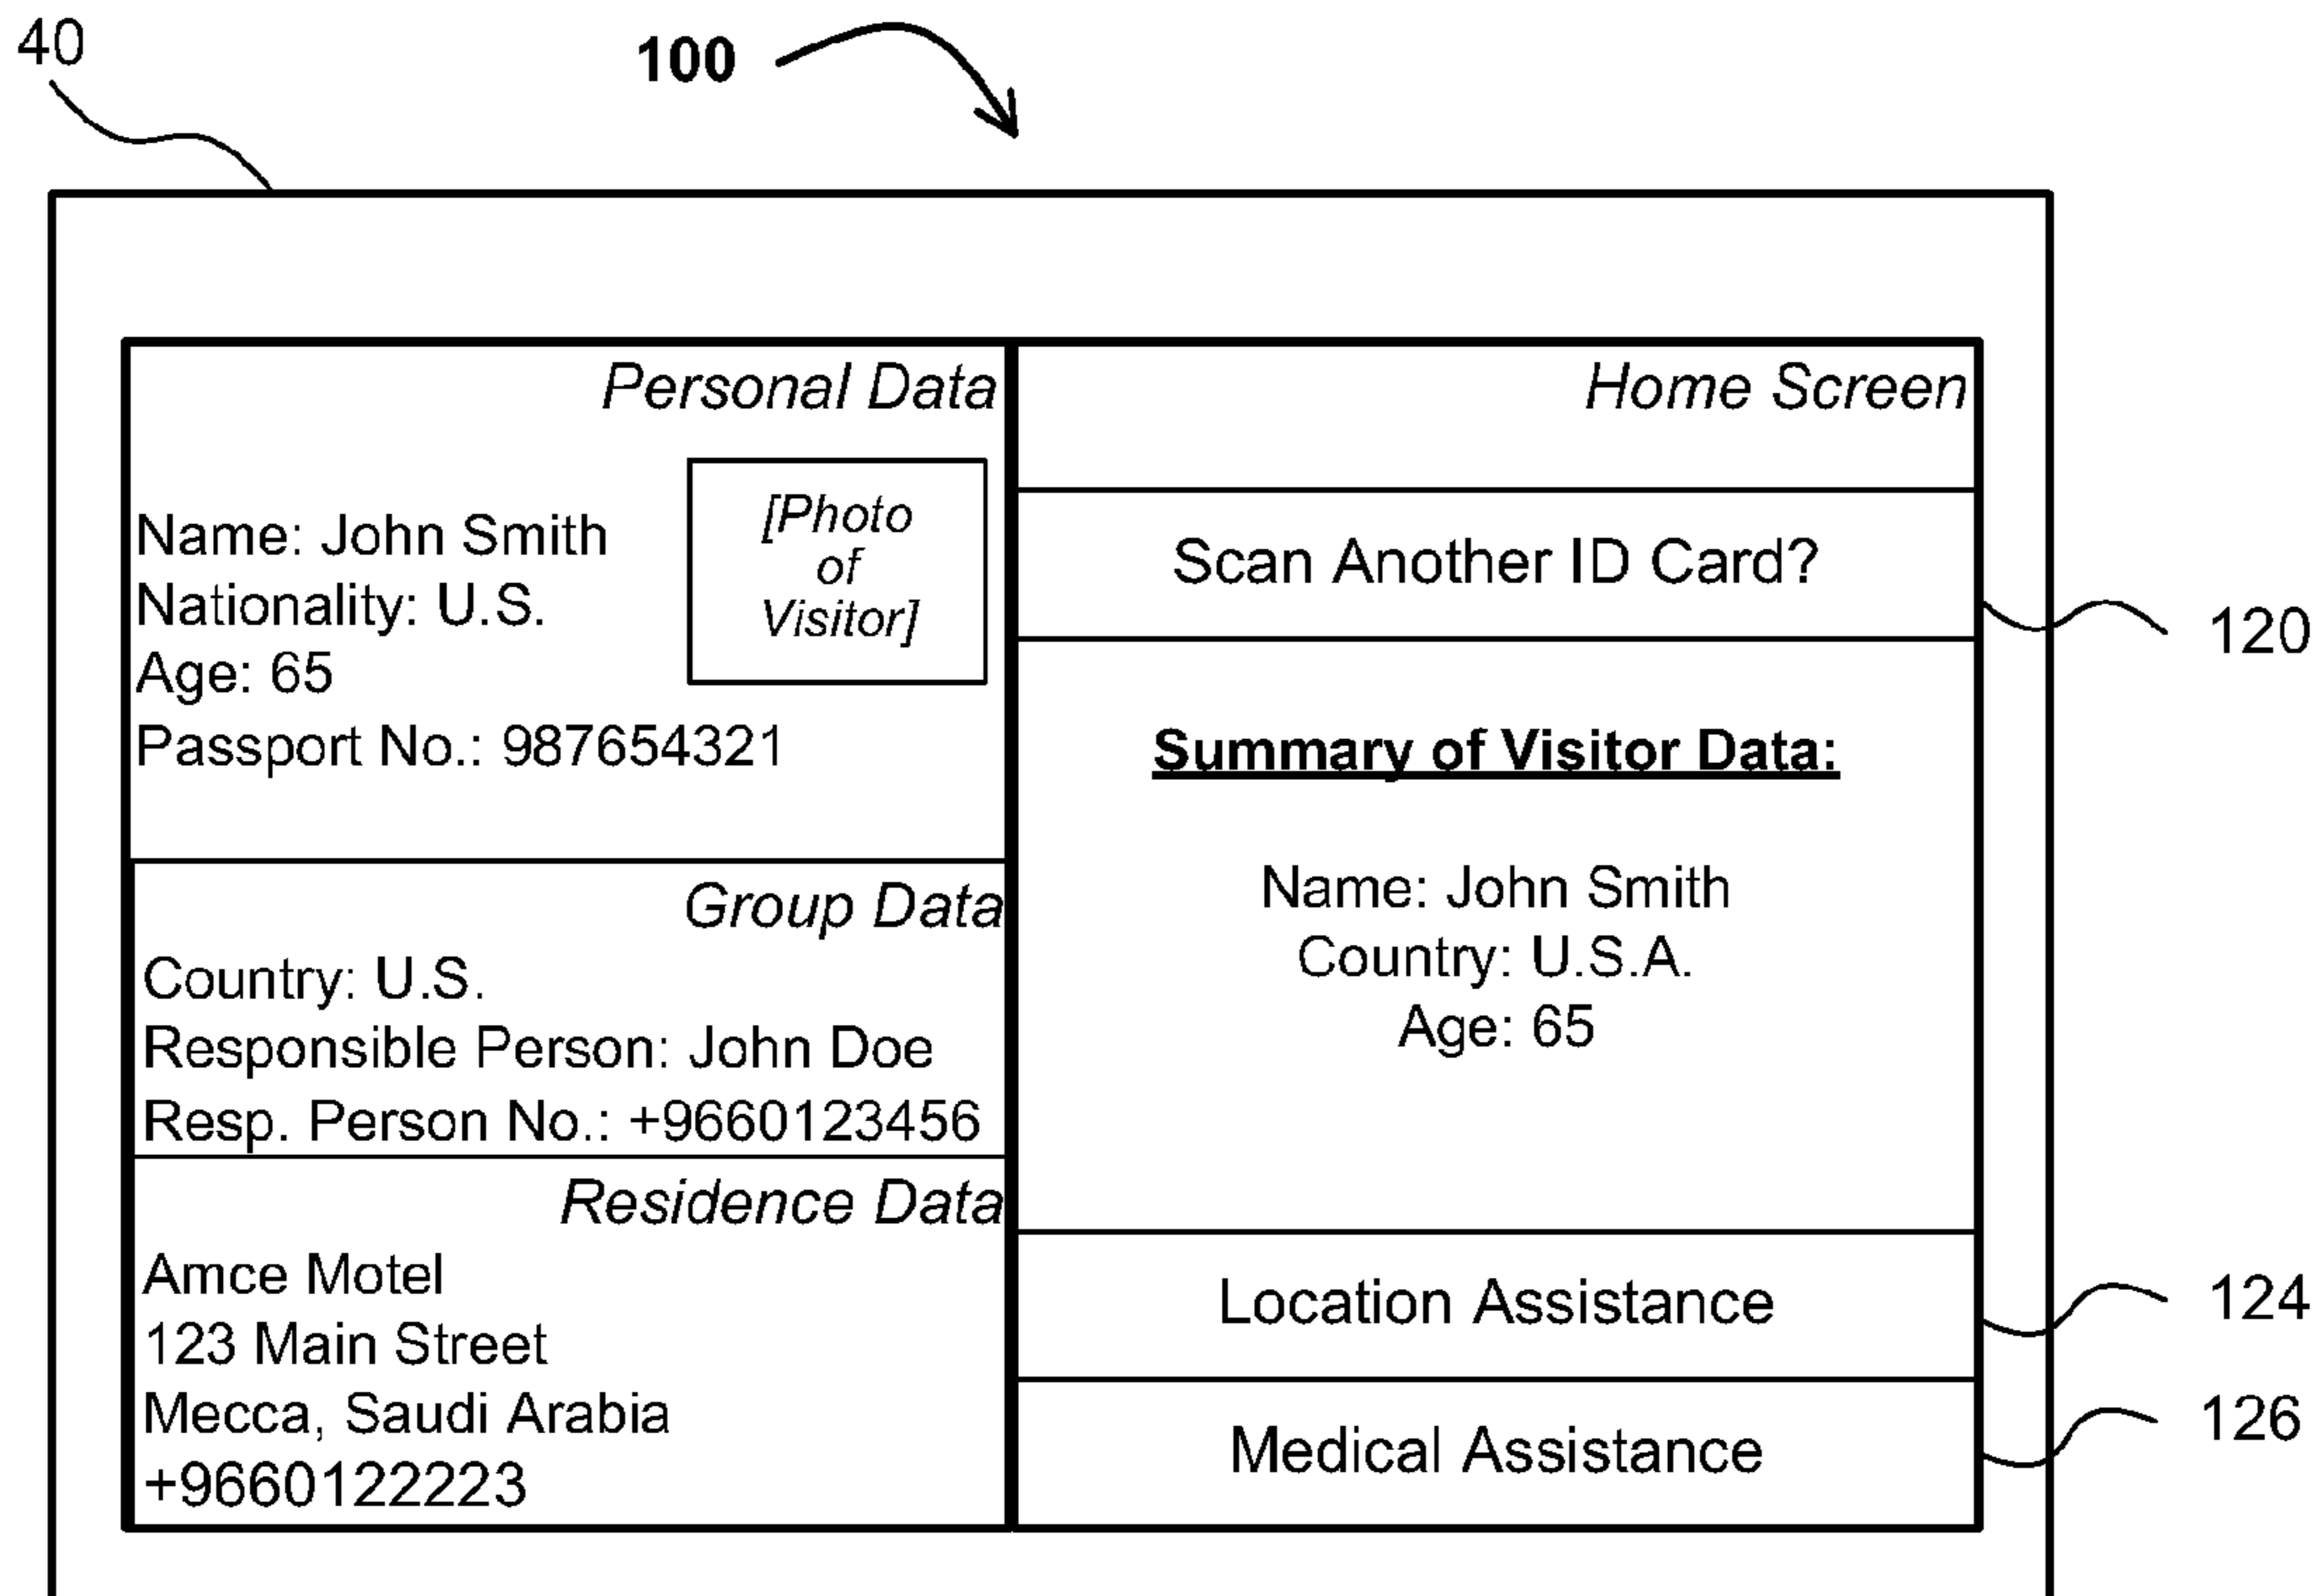 40
100
Personal Data
[Photo
of
Visitor]
Name: John Smith
Nationality: U.S.
Age: 65
Passport No.: 987654321
Group Data
Country: U.S.
Responsible Person: John Doe
Resp. Person No.: +9660123456
Residence Data
Amce Motel
123 Main Street
Mecca, Saudi Arabia
+9660122223
Home Screen
Scan Another ID Card?
120
Summary of Visitor Data:
Name: John Smith
Country: U.S.A.
Age: 65
Location Assistance
124
Medical Assistance
126